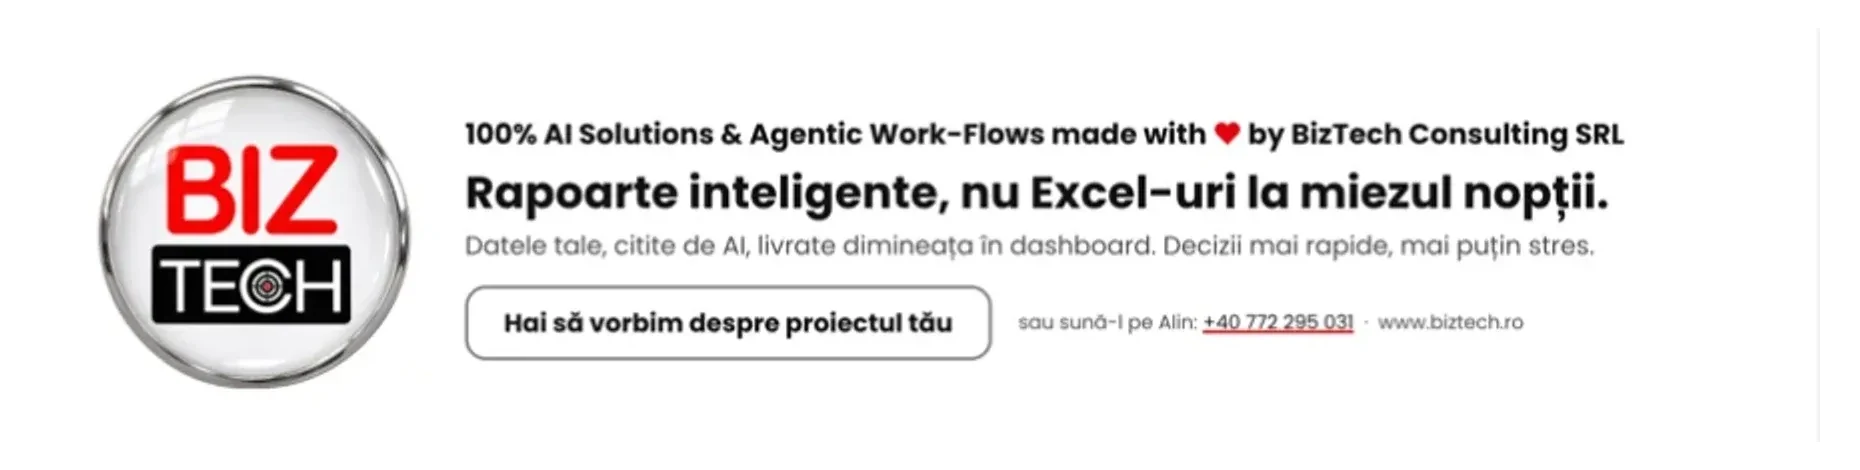 BIZ
TECH
100% AI Solutions & Agentic Work-Flows made with ❤ by BizTech Consulting SRL
Rapoarte inteligente, nu Excel-uri la miezul nopții.
Datele tale, citite de AI, livrate dimineața în dashboard. Decizii mai rapide, mai puțin stres.
Hai să vorbim despre proiectul tău
sau sună-l pe Alin: +40 772 295 031 · www.biztech.ro